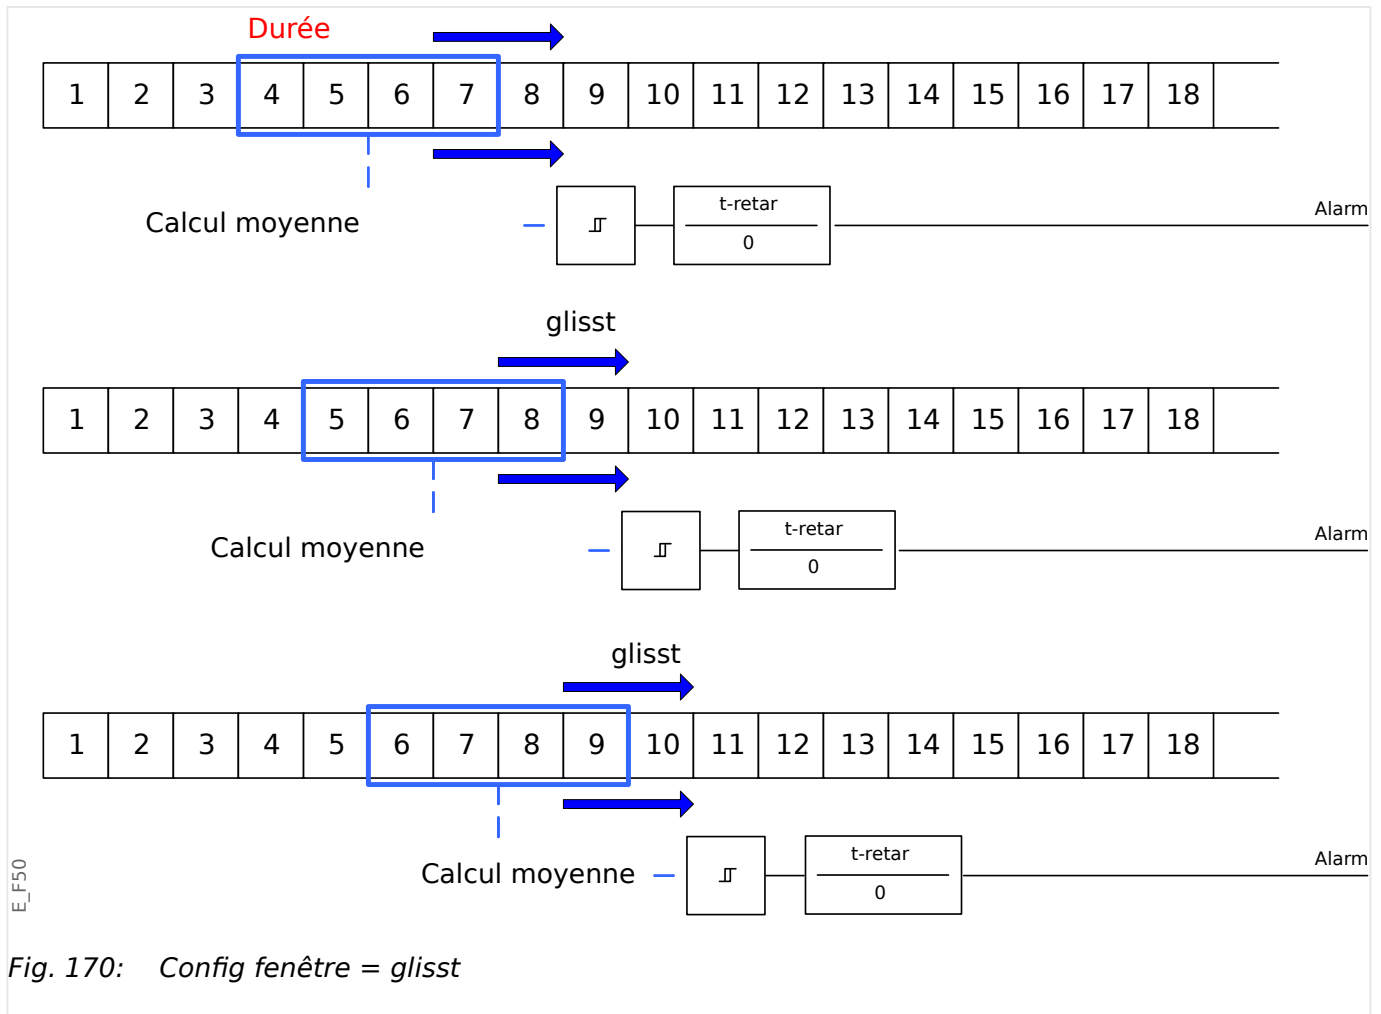 Durée
1 2 3 4 5 6 7 8 9 10 11 12 13 14 15 16 17 18
t-retar
Alarm
Calcul moyenne
0
glisst
1 2 3 4 5 6 7 8 9 10 11 12 13 14 15 16 17 18
t-retar
Alarm
Calcul moyenne
0
glisst
1 2 3 4 5 6 7 8 9 10 11 12 13 14 15 16 17 18
t-retar
Alarm
Calcul moyenne
0
E_F50
Fig. 170: Config fenêtre = glisst